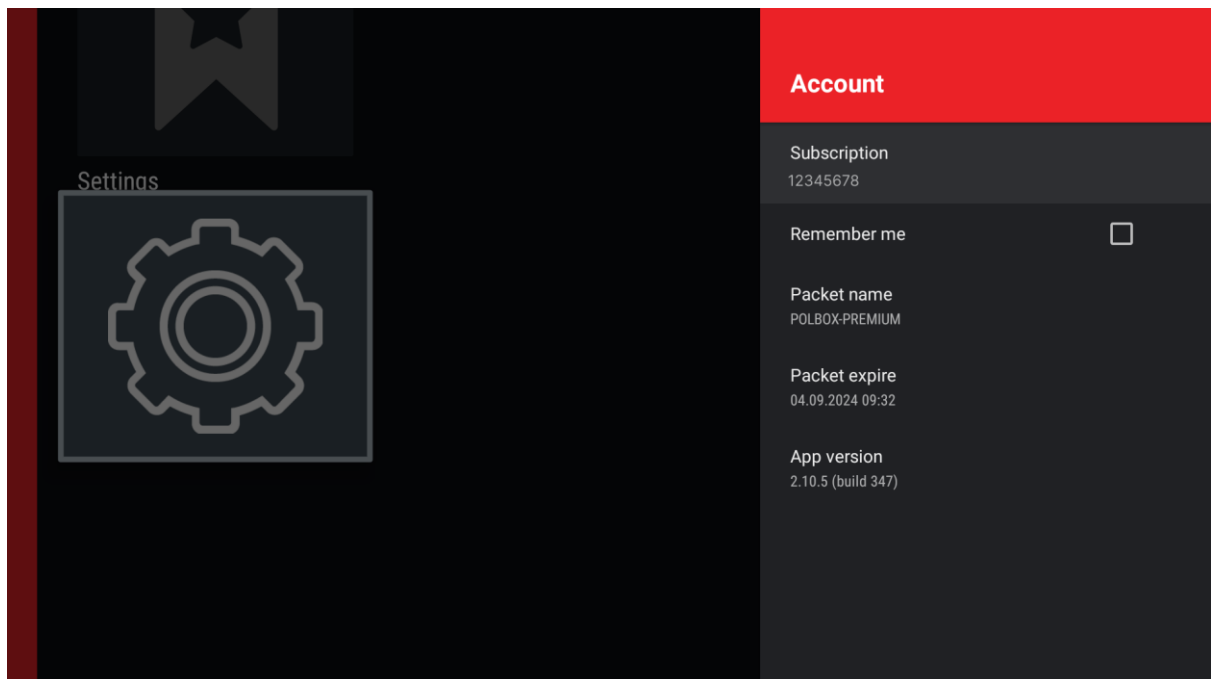 Settings
Account
Subscription
12345678
Remember me
Packet name
POLBOX-PREMIUM
Packet expire
04.09.2024 09:32
App version
2.10.5 (build 347)